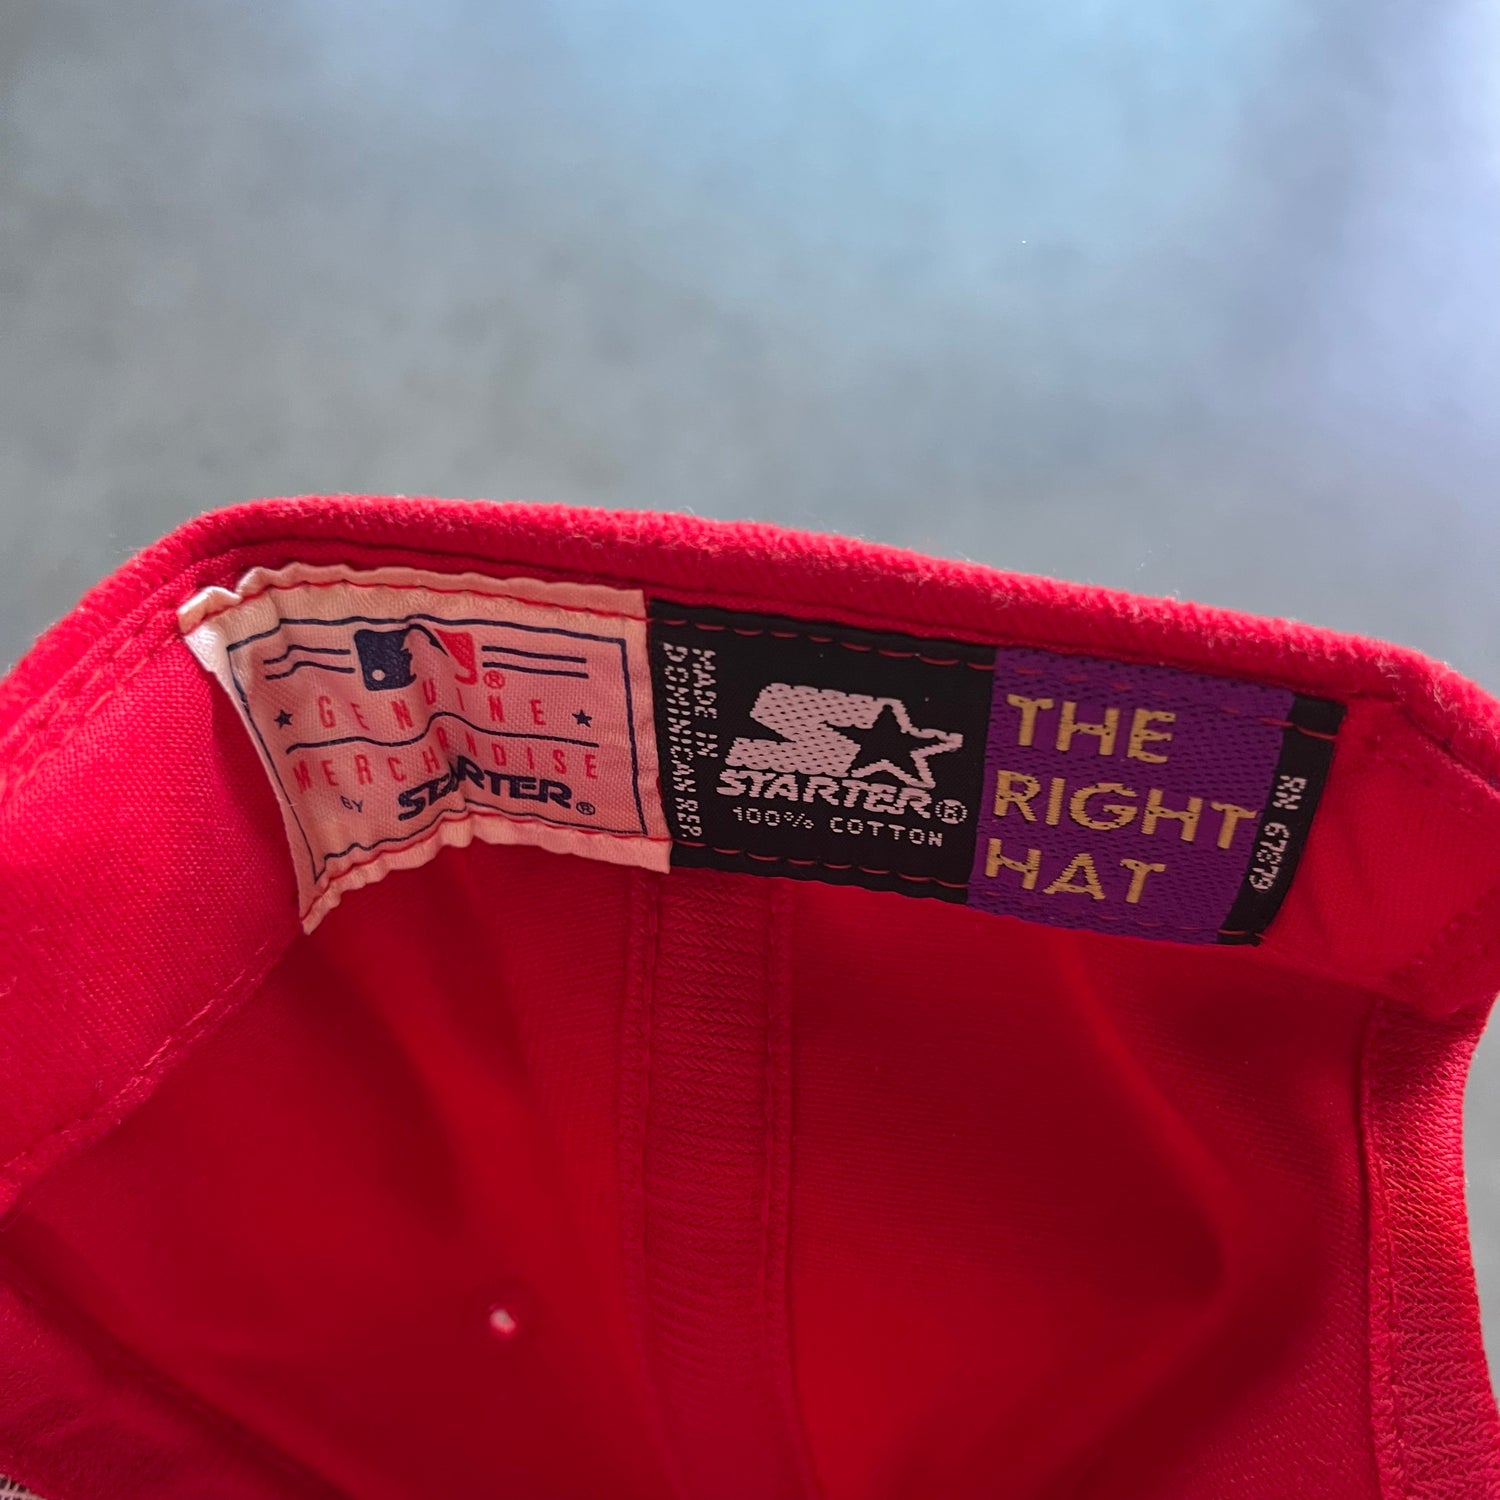 ®
GENUINE
MERCHANDISE
BY STARTER®
MADE IN
DOMINICAN REP.
STARTER®
100% COTTON
THE
RIGHT
HAT
RN 67879